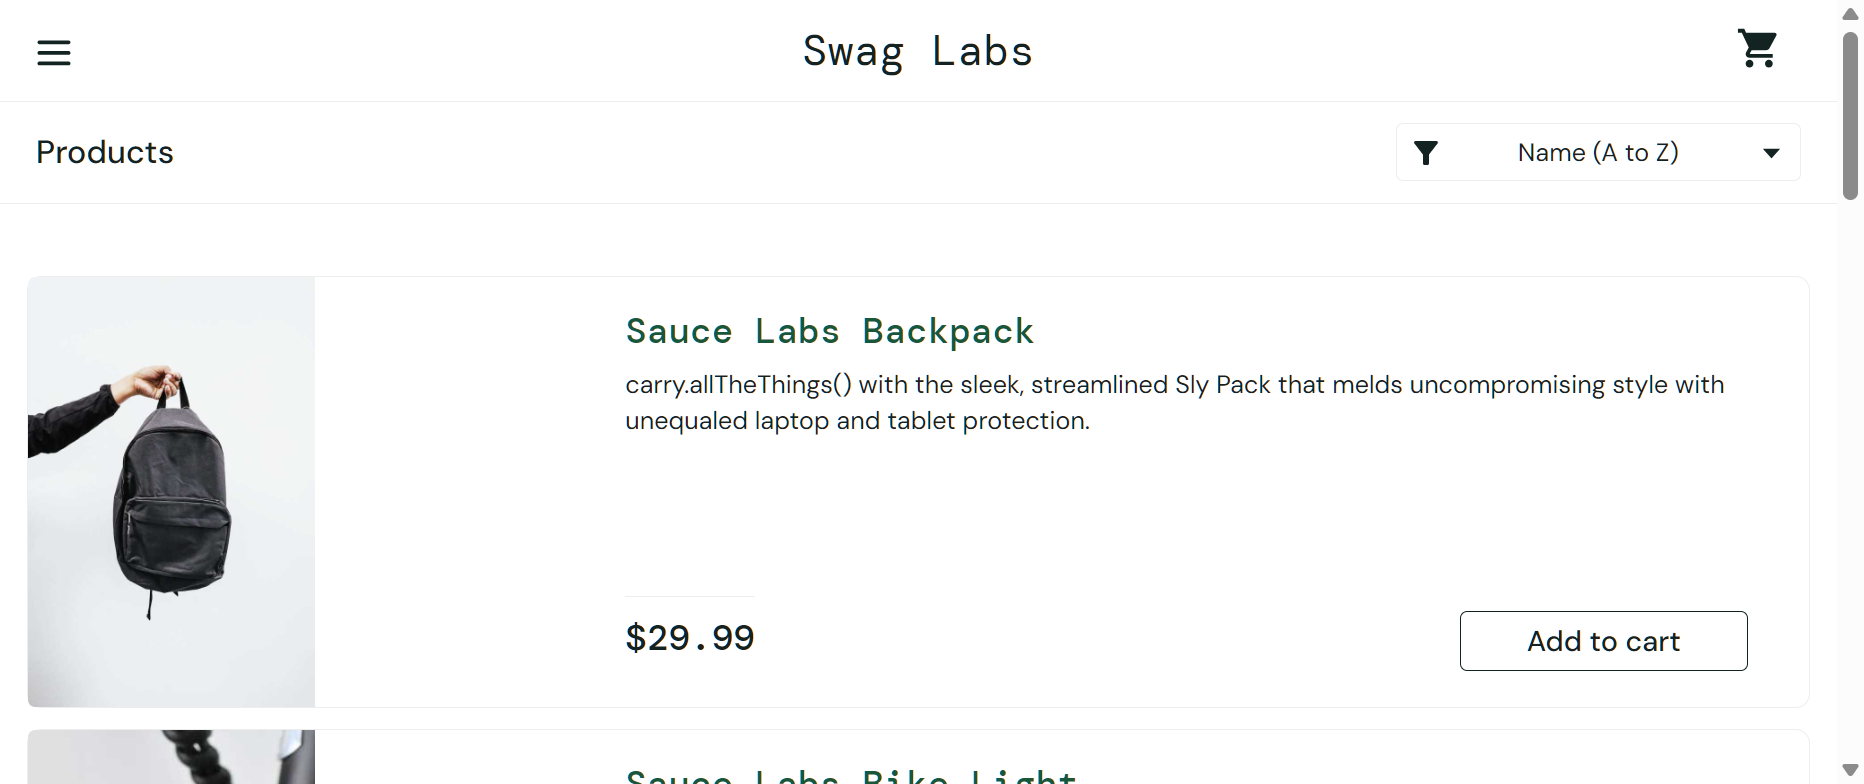 Swag Labs
Products
Name (A to Z)
Sauce Labs Backpack
carry.allTheThings() with the sleek, streamlined Sly Pack that melds uncompromising style with
unequaled laptop and tablet protection.
$29.99
Add to cart
Sauce Labs Bike Light